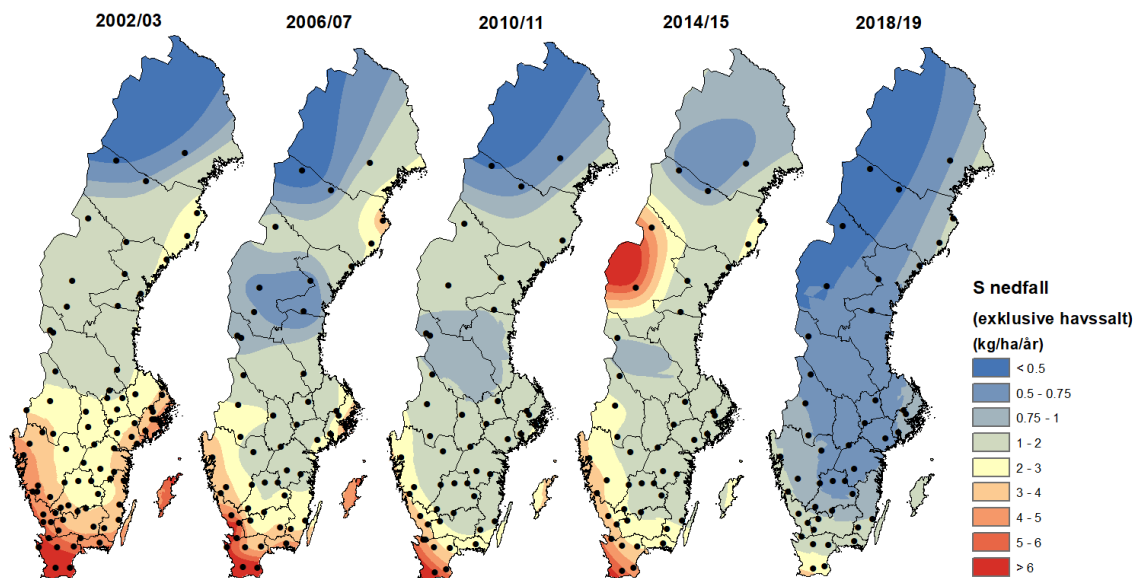 2002/03
2006/07
2010/11
2014/15
2018/19
S nedfall
(exklusive havssalt)
(kg/ha/år)
< 0.5
0.5 - 0.75
0.75 - 1
1 - 2
2 - 3
3 - 4
4 - 5
5 - 6
> 6